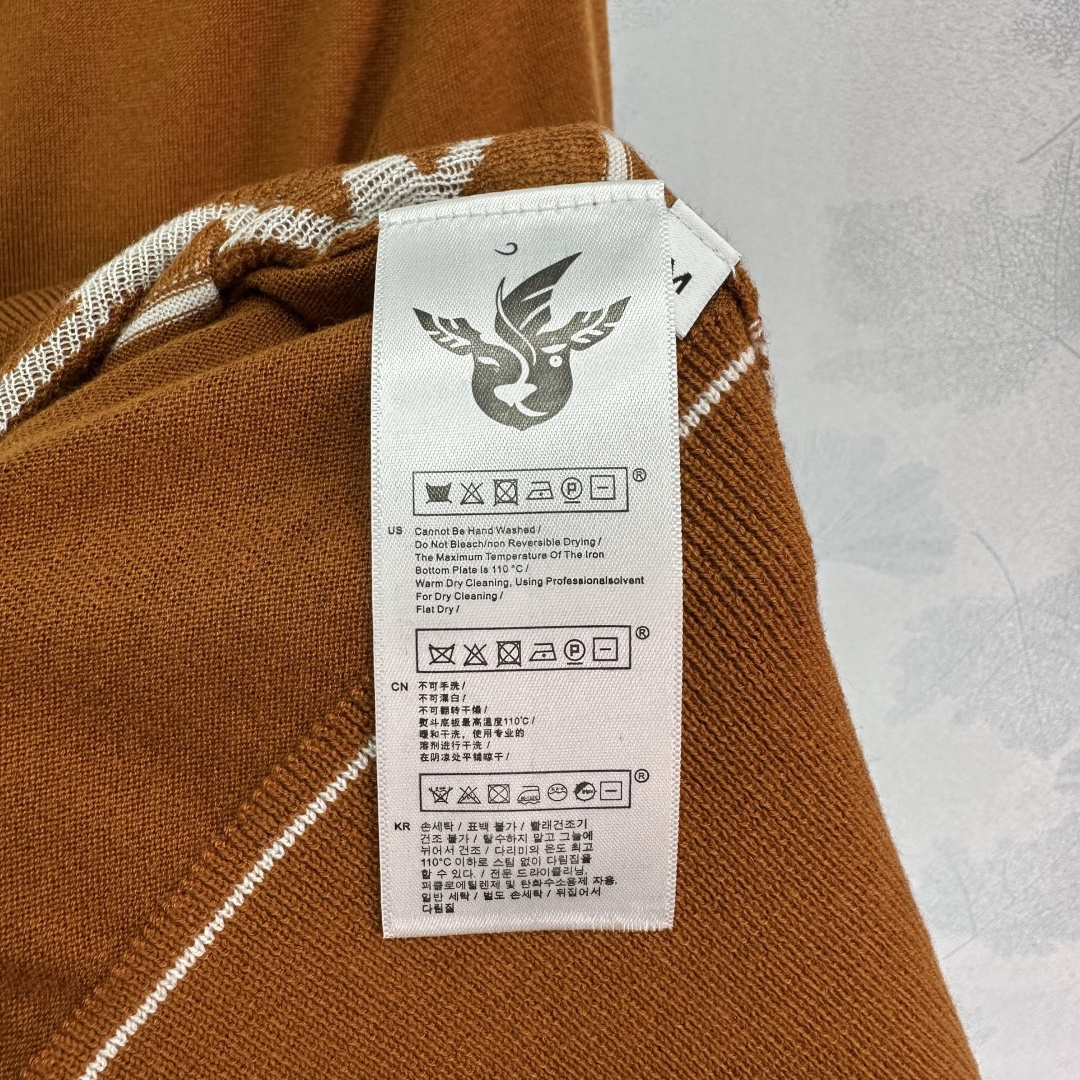 M
®
P
US Cannot Be Hand Washed /
Do Not Bleach/non Reversible Drying /
The Maximum Temperature Of The Iron
Bottom Plate Is 110 °C /
Warm Dry Cleaning, Using Professionalsolvent
For Dry Cleaning /
Flat Dry /
®
P
CN 不可手洗 /
不可漂白 /
不可翻转干燥 /
熨斗底板最高温度110℃ /
暖和干洗，使用专业的
溶剂进行干洗 /
在阴凉处平铺晾干 /
®
KR 손세탁 / 표백 불가 / 빨래건조기
건조 불가 / 탈수하지 말고 그늘에
뉘어서 건조 / 다리미의 온도 최고
110°C 이하로 스팀 없이 다림질을
할 수 있다. / 전문 드라이클리닝,
퍼클로에틸렌제 및 탄화수소용제 자용.
일반 세탁 / 별도 손세탁 / 뒤집어서
다림질